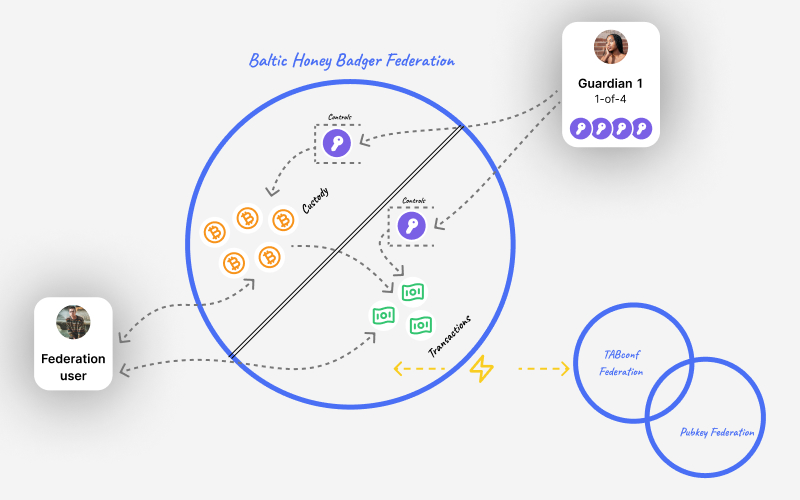 Baltic Honey Badger Federation
Guardian 1
1-of-4
Controls
Custody
Controls
Federation
user
Transactions
TABconf
Federation
Pubkey Federation